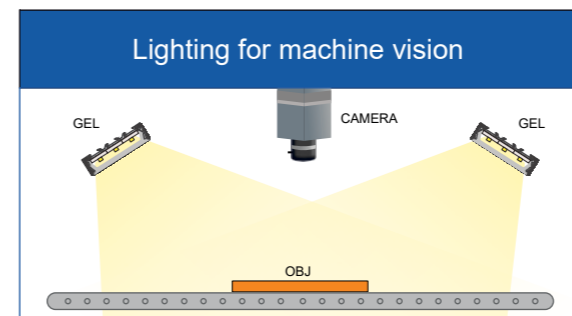 Lighting for machine vision
GEL
CAMERA
GEL
OBJ